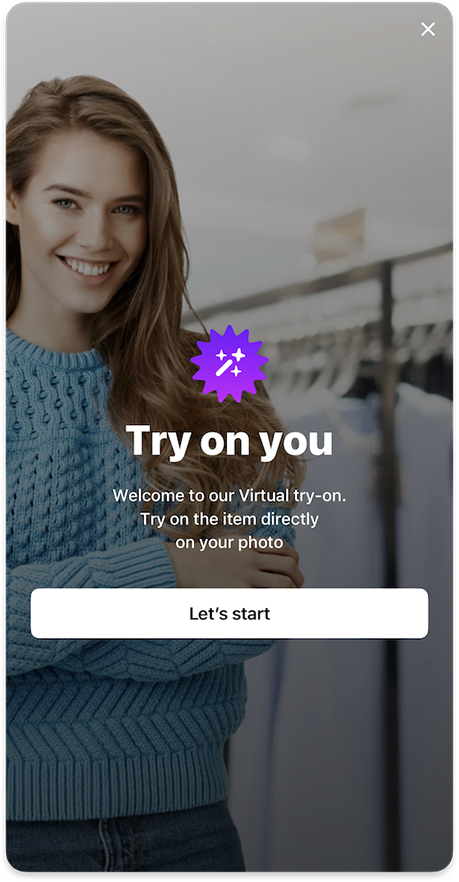 Try on you
Welcome to our Virtual try-on.
Try on the item directly
on your photo
Let's start